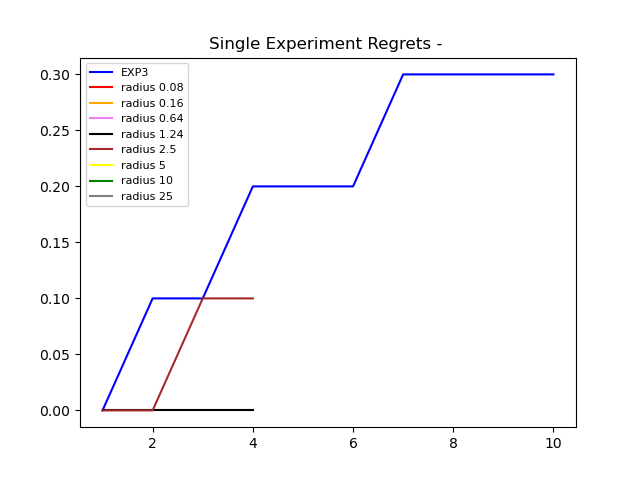 Single Experiment Regrets -
EXP3
radius 0.08
radius 0.16
radius 0.64
radius 1.24
radius 2.5
radius 5
radius 10
radius 25
0.30
0.25
0.20
0.15
0.10
0.05
0.00
2 4 6 8 10